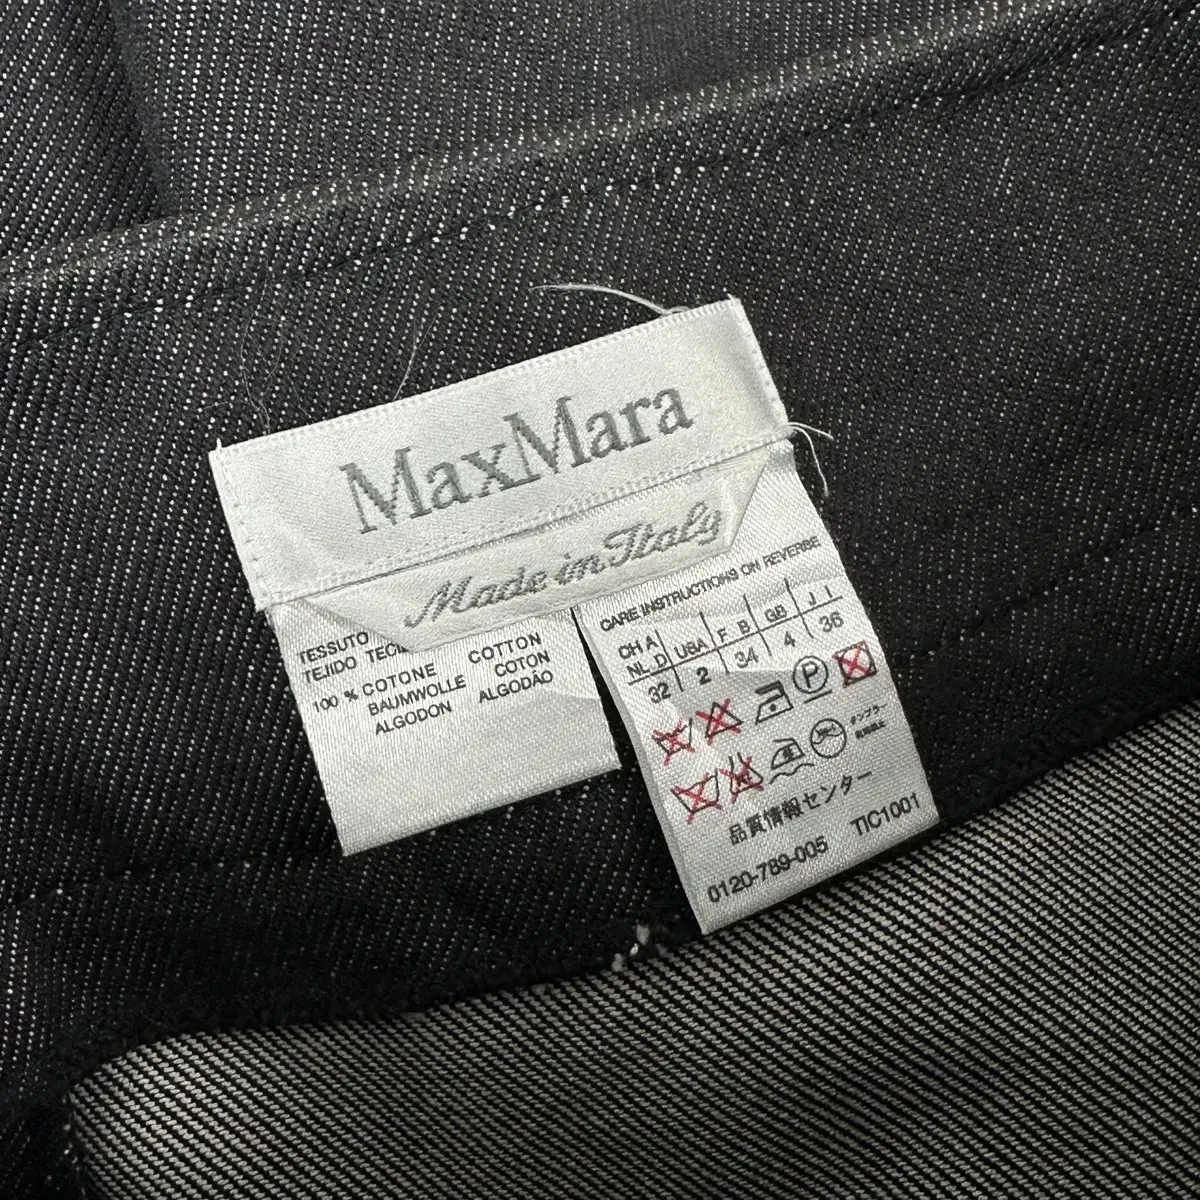 MaxMara
Made in Italy
TESSUTO
TEJIDO
100 % COTONE COTTON
BAUMWOLLE COTON
ALGODON ALGODÃO
CARE INSTRUCTIONS ON REVERSE
CH A USA F B GB J I
NL D
32 2 34 4 36
P
品質情報センター
0120-789-005 TIC1001